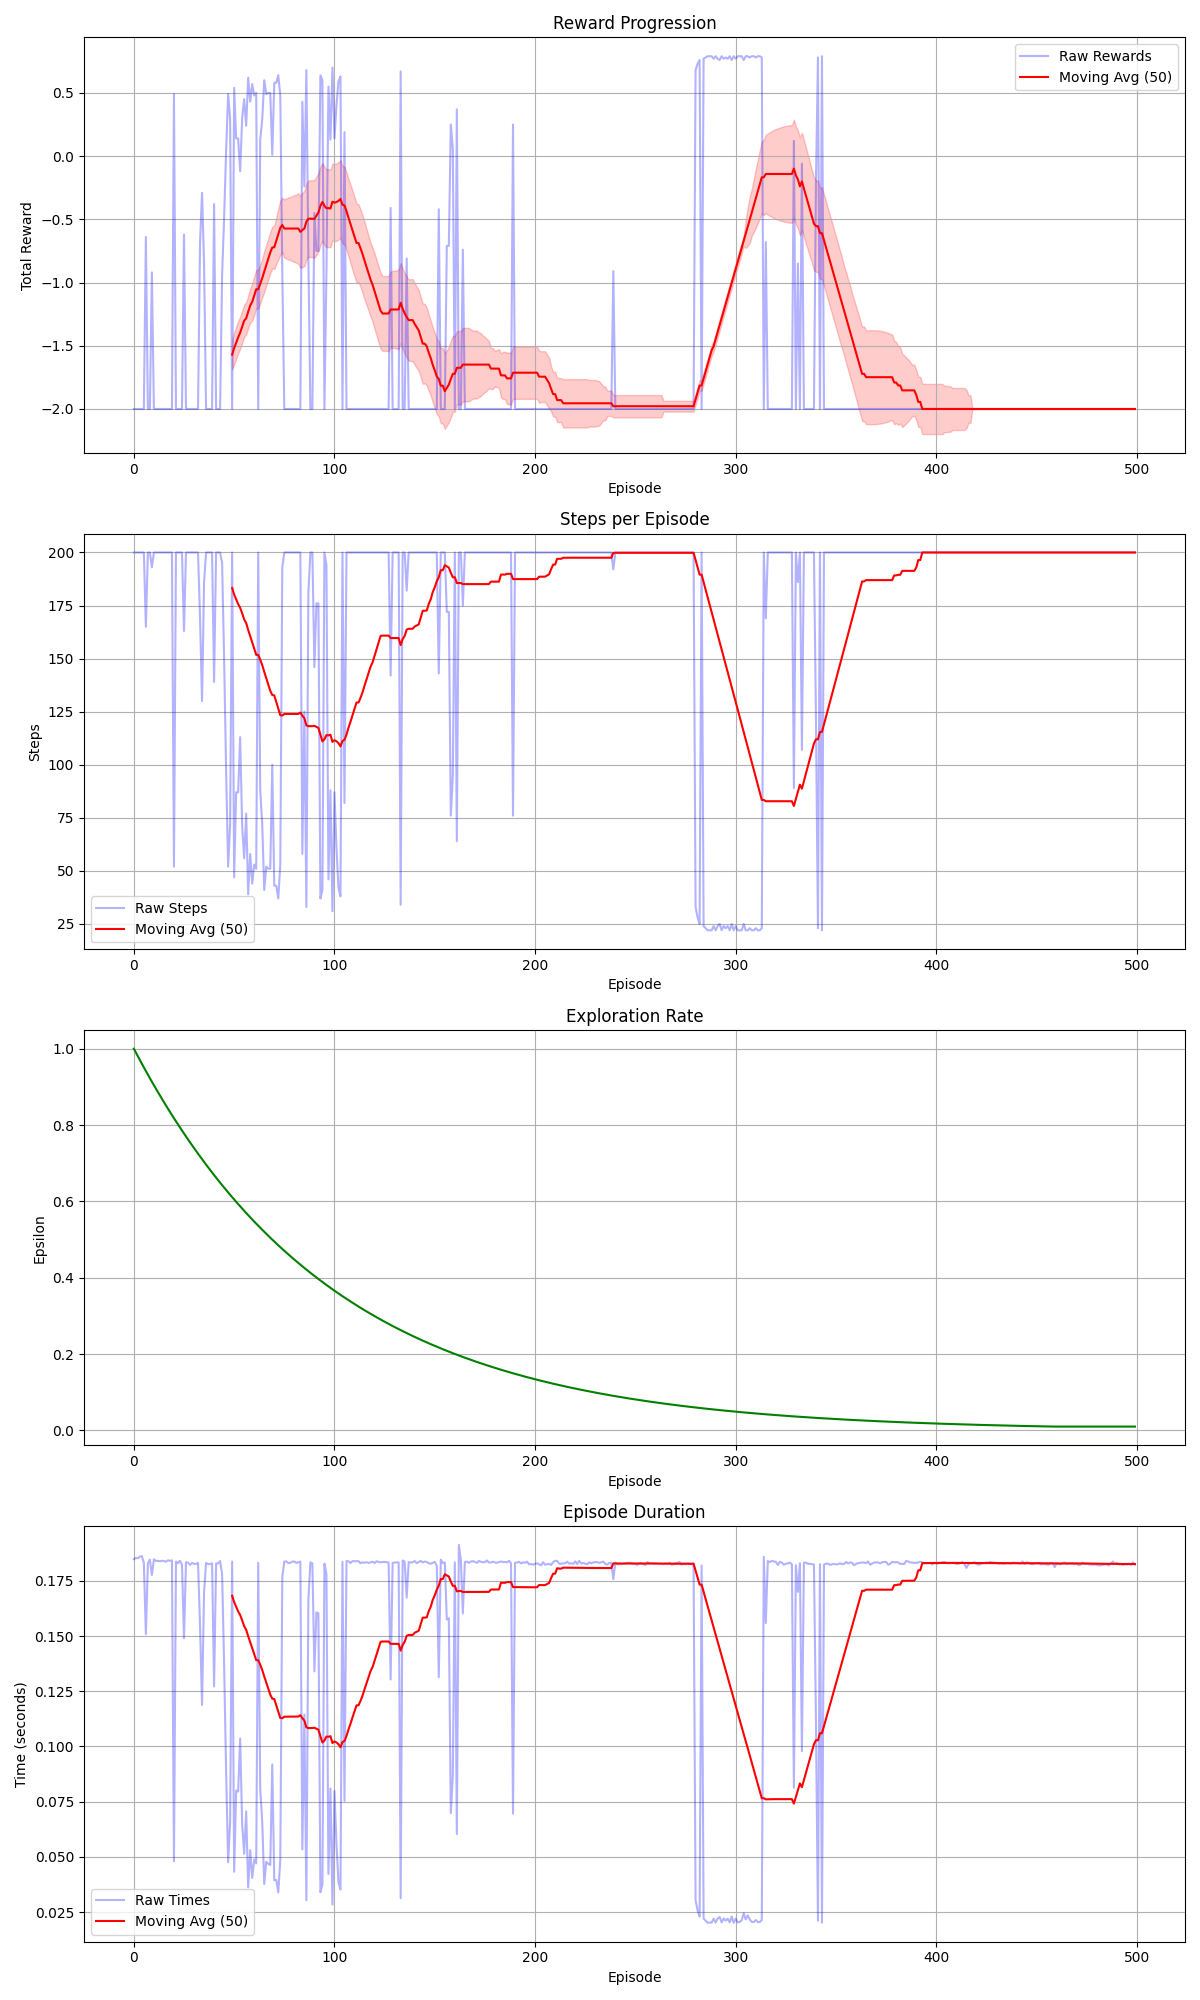 Reward Progression
Raw Rewards
Moving Avg (50)
Total Reward
0.5
0.0
−0.5
−1.0
−1.5
−2.0
0 100 200 300 400 500
Episode
Steps per Episode
Steps
200
175
150
125
100
75
50
25
Raw Steps
Moving Avg (50)
0 100 200 300 400 500
Episode
Exploration Rate
Epsilon
1.0
0.8
0.6
0.4
0.2
0.0
0 100 200 300 400 500
Episode
Episode Duration
Time (seconds)
0.175
0.150
0.125
0.100
0.075
0.050
0.025
Raw Times
Moving Avg (50)
0 100 200 300 400 500
Episode